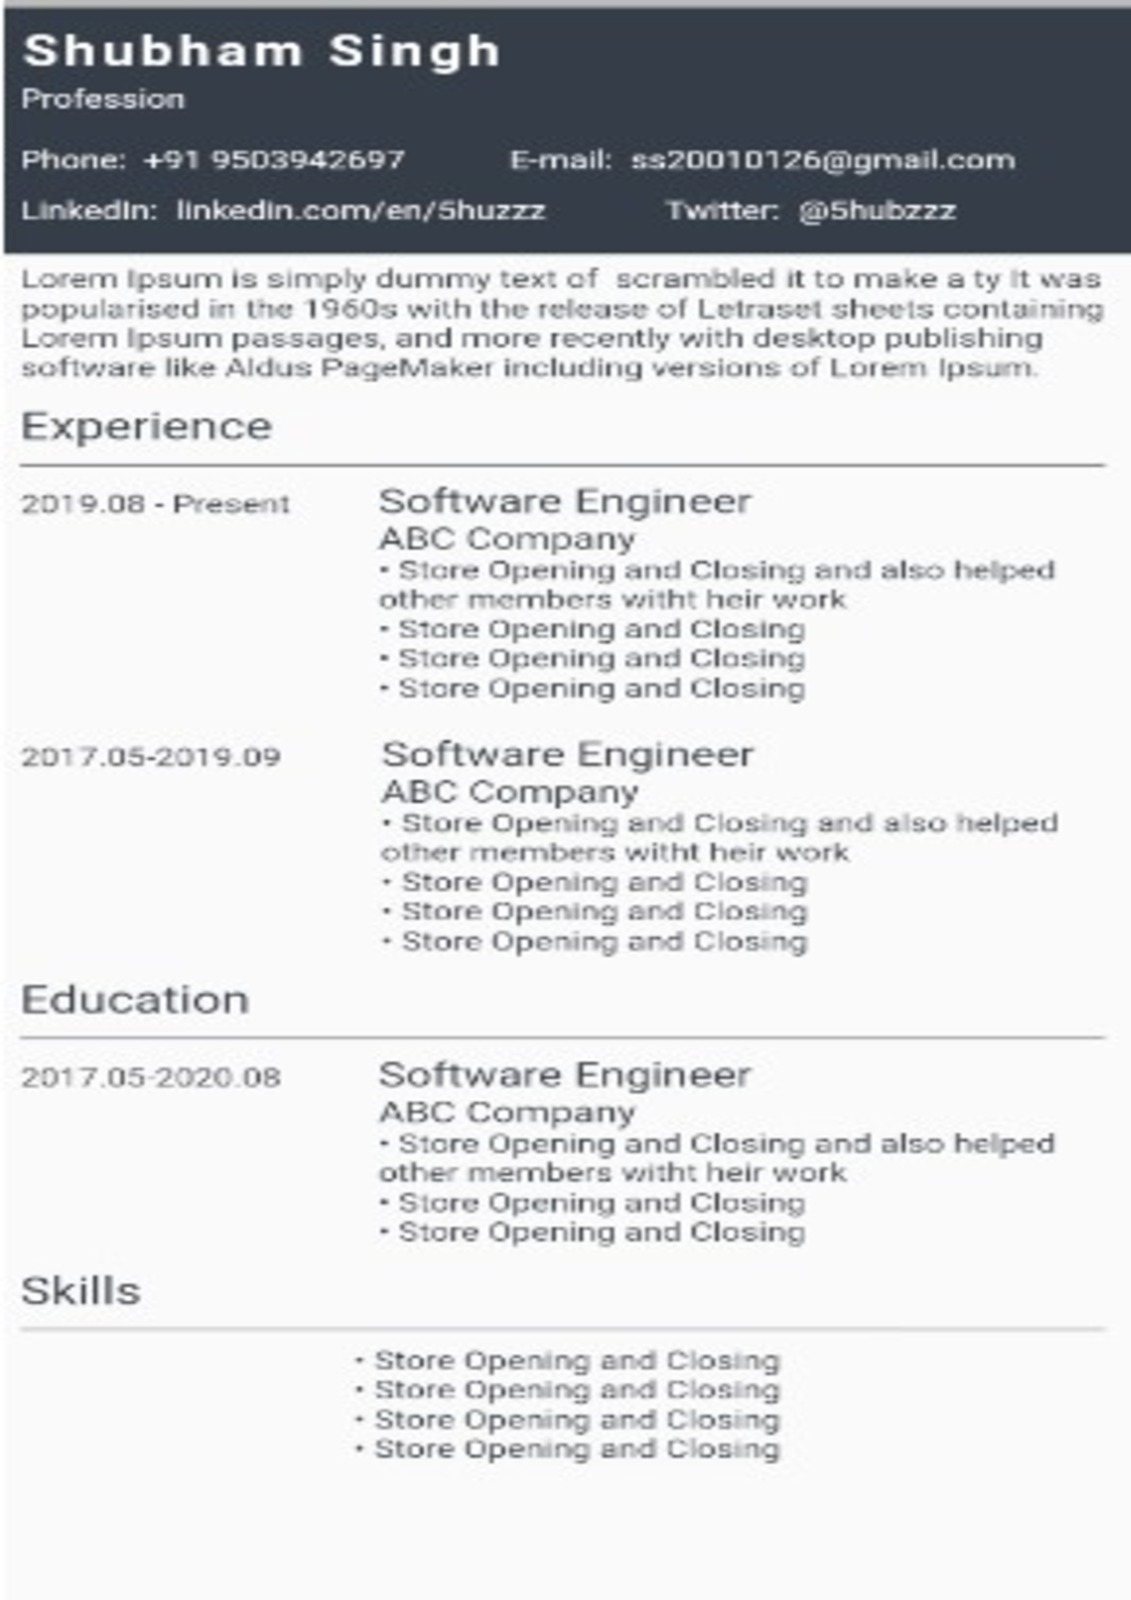 Shubham Singh
Profession
Phone: +91 9503942697 E-mail: ss20010126@gmail.com
LinkedIn: linkedin.com/en/5huzzz Twitter: @5hubzzz
Lorem Ipsum is simply dummy text of scrambled it to make a ty It was
popularised in the 1960s with the release of Letraset sheets containing
Lorem Ipsum passages, and more recently with desktop publishing
software like Aldus PageMaker including versions of Lorem Ipsum.
Experience
2019.08 - Present Software Engineer
ABC Company
• Store Opening and Closing and also helped
other members witht heir work
• Store Opening and Closing
• Store Opening and Closing
• Store Opening and Closing
2017.05-2019.09 Software Engineer
ABC Company
• Store Opening and Closing and also helped
other members witht heir work
• Store Opening and Closing
• Store Opening and Closing
• Store Opening and Closing
Education
2017.05-2020.08 Software Engineer
ABC Company
• Store Opening and Closing and also helped
other members witht heir work
• Store Opening and Closing
• Store Opening and Closing
Skills
• Store Opening and Closing
• Store Opening and Closing
• Store Opening and Closing
• Store Opening and Closing